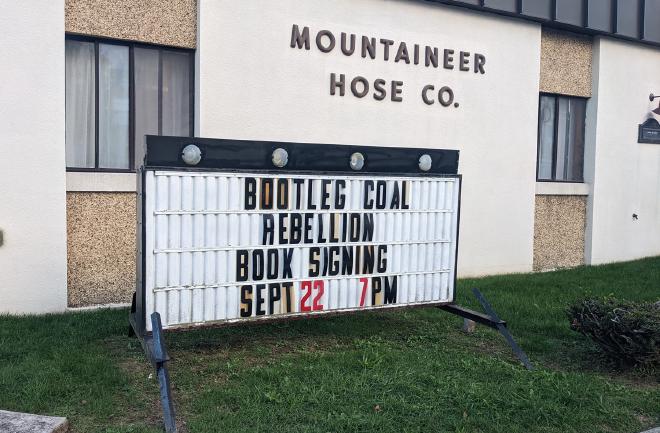 MOUNTAINEER
HOSE CO.
BOOTLEG COAL
REBELLION
BOOK SIGNING
SEPT 22 7PM